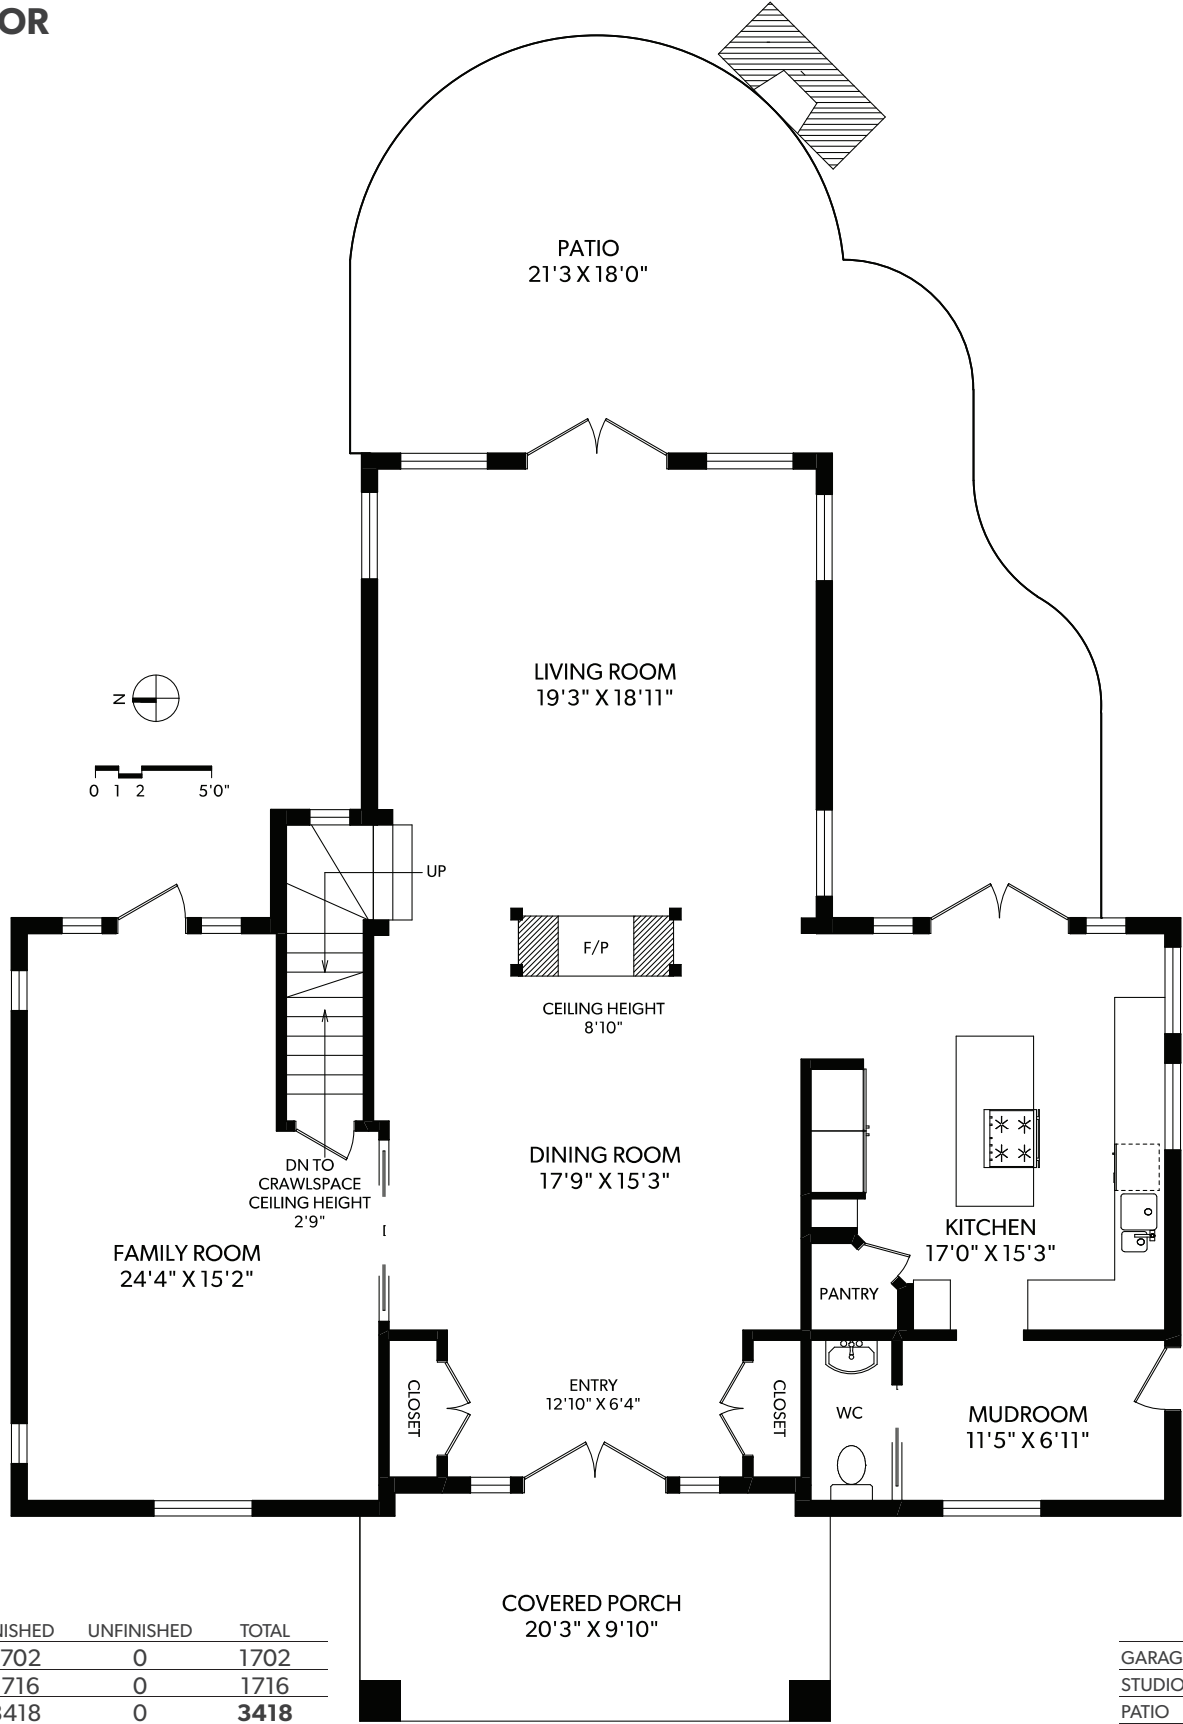 OR
PATIO
21'3 X 18'0"
LIVING ROOM
19'3" X 18'11"
N
0 1 2 5'0"
UP
F/P
CEILING HEIGHT
8'10"
DINING ROOM
17'9" X 15'3"
DN TO
CRAWLSPACE
CEILING HEIGHT
2'9"
FAMILY ROOM
24'4" X 15'2"
KITCHEN
17'0" X 15'3"
PANTRY
CLOSET
ENTRY
12'10" X 6'4"
CLOSET
WC
MUDROOM
11'5" X 6'11"
COVERED PORCH
20'3" X 9'10"
NISHED UNFINISHED TOTAL
702 0 1702
716 0 1716
3418 0 3418
GARAG
STUDIO
PATIO